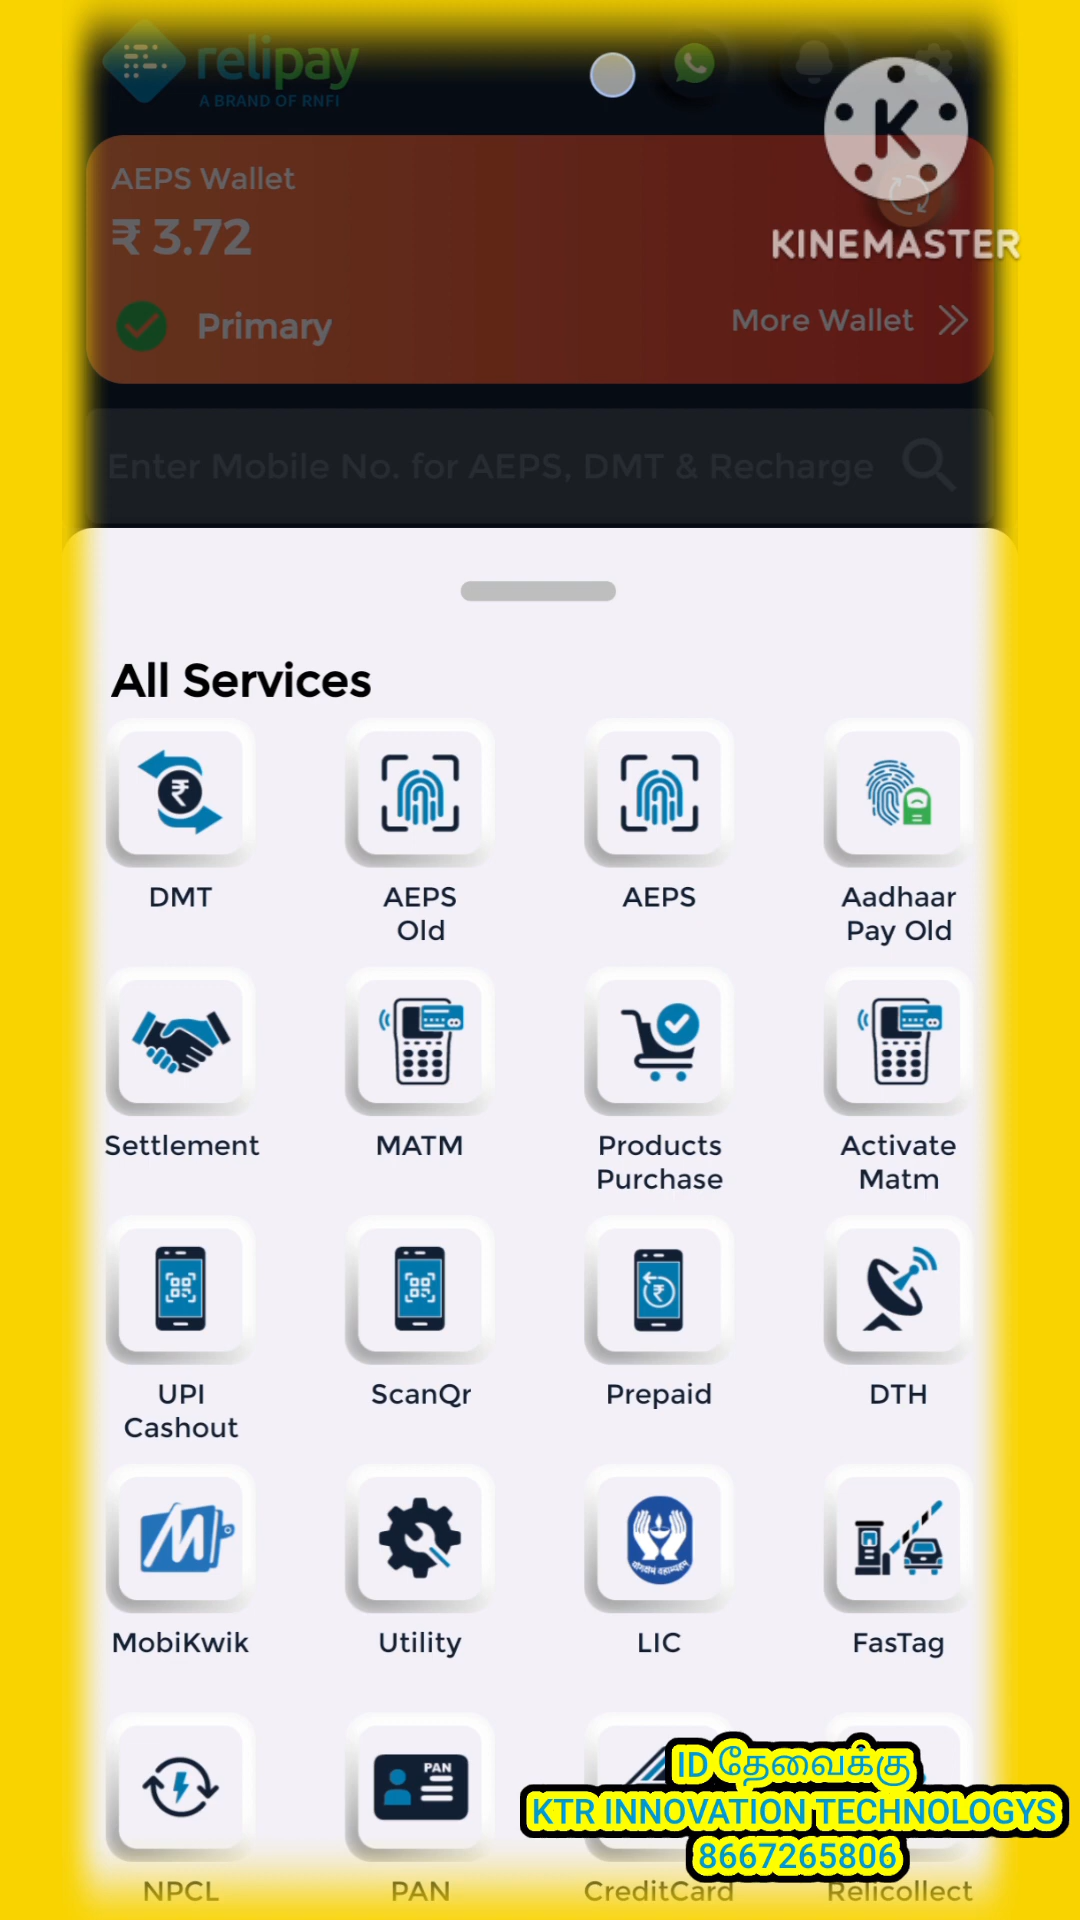 relipay
A BRAND OF RNFI
K
KINEMASTER
AEPS Wallet
₹ 3.72
Primary
More Wallet
Enter Mobile No. for AEPS, DMT & Recharge
All Services
DMT
AEPS Old
AEPS
Aadhaar Pay Old
Settlement
MATM
Products Purchase
Activate Matm
UPI Cashout
ScanQr
Prepaid
DTH
M
MobiKwik
Utility
LIC
FasTag
PAN
NPCL
PAN
CreditCard
Relicollect
ID தேவைக்கு
KTR INNOVATION TECHNOLOGYS
8667265806